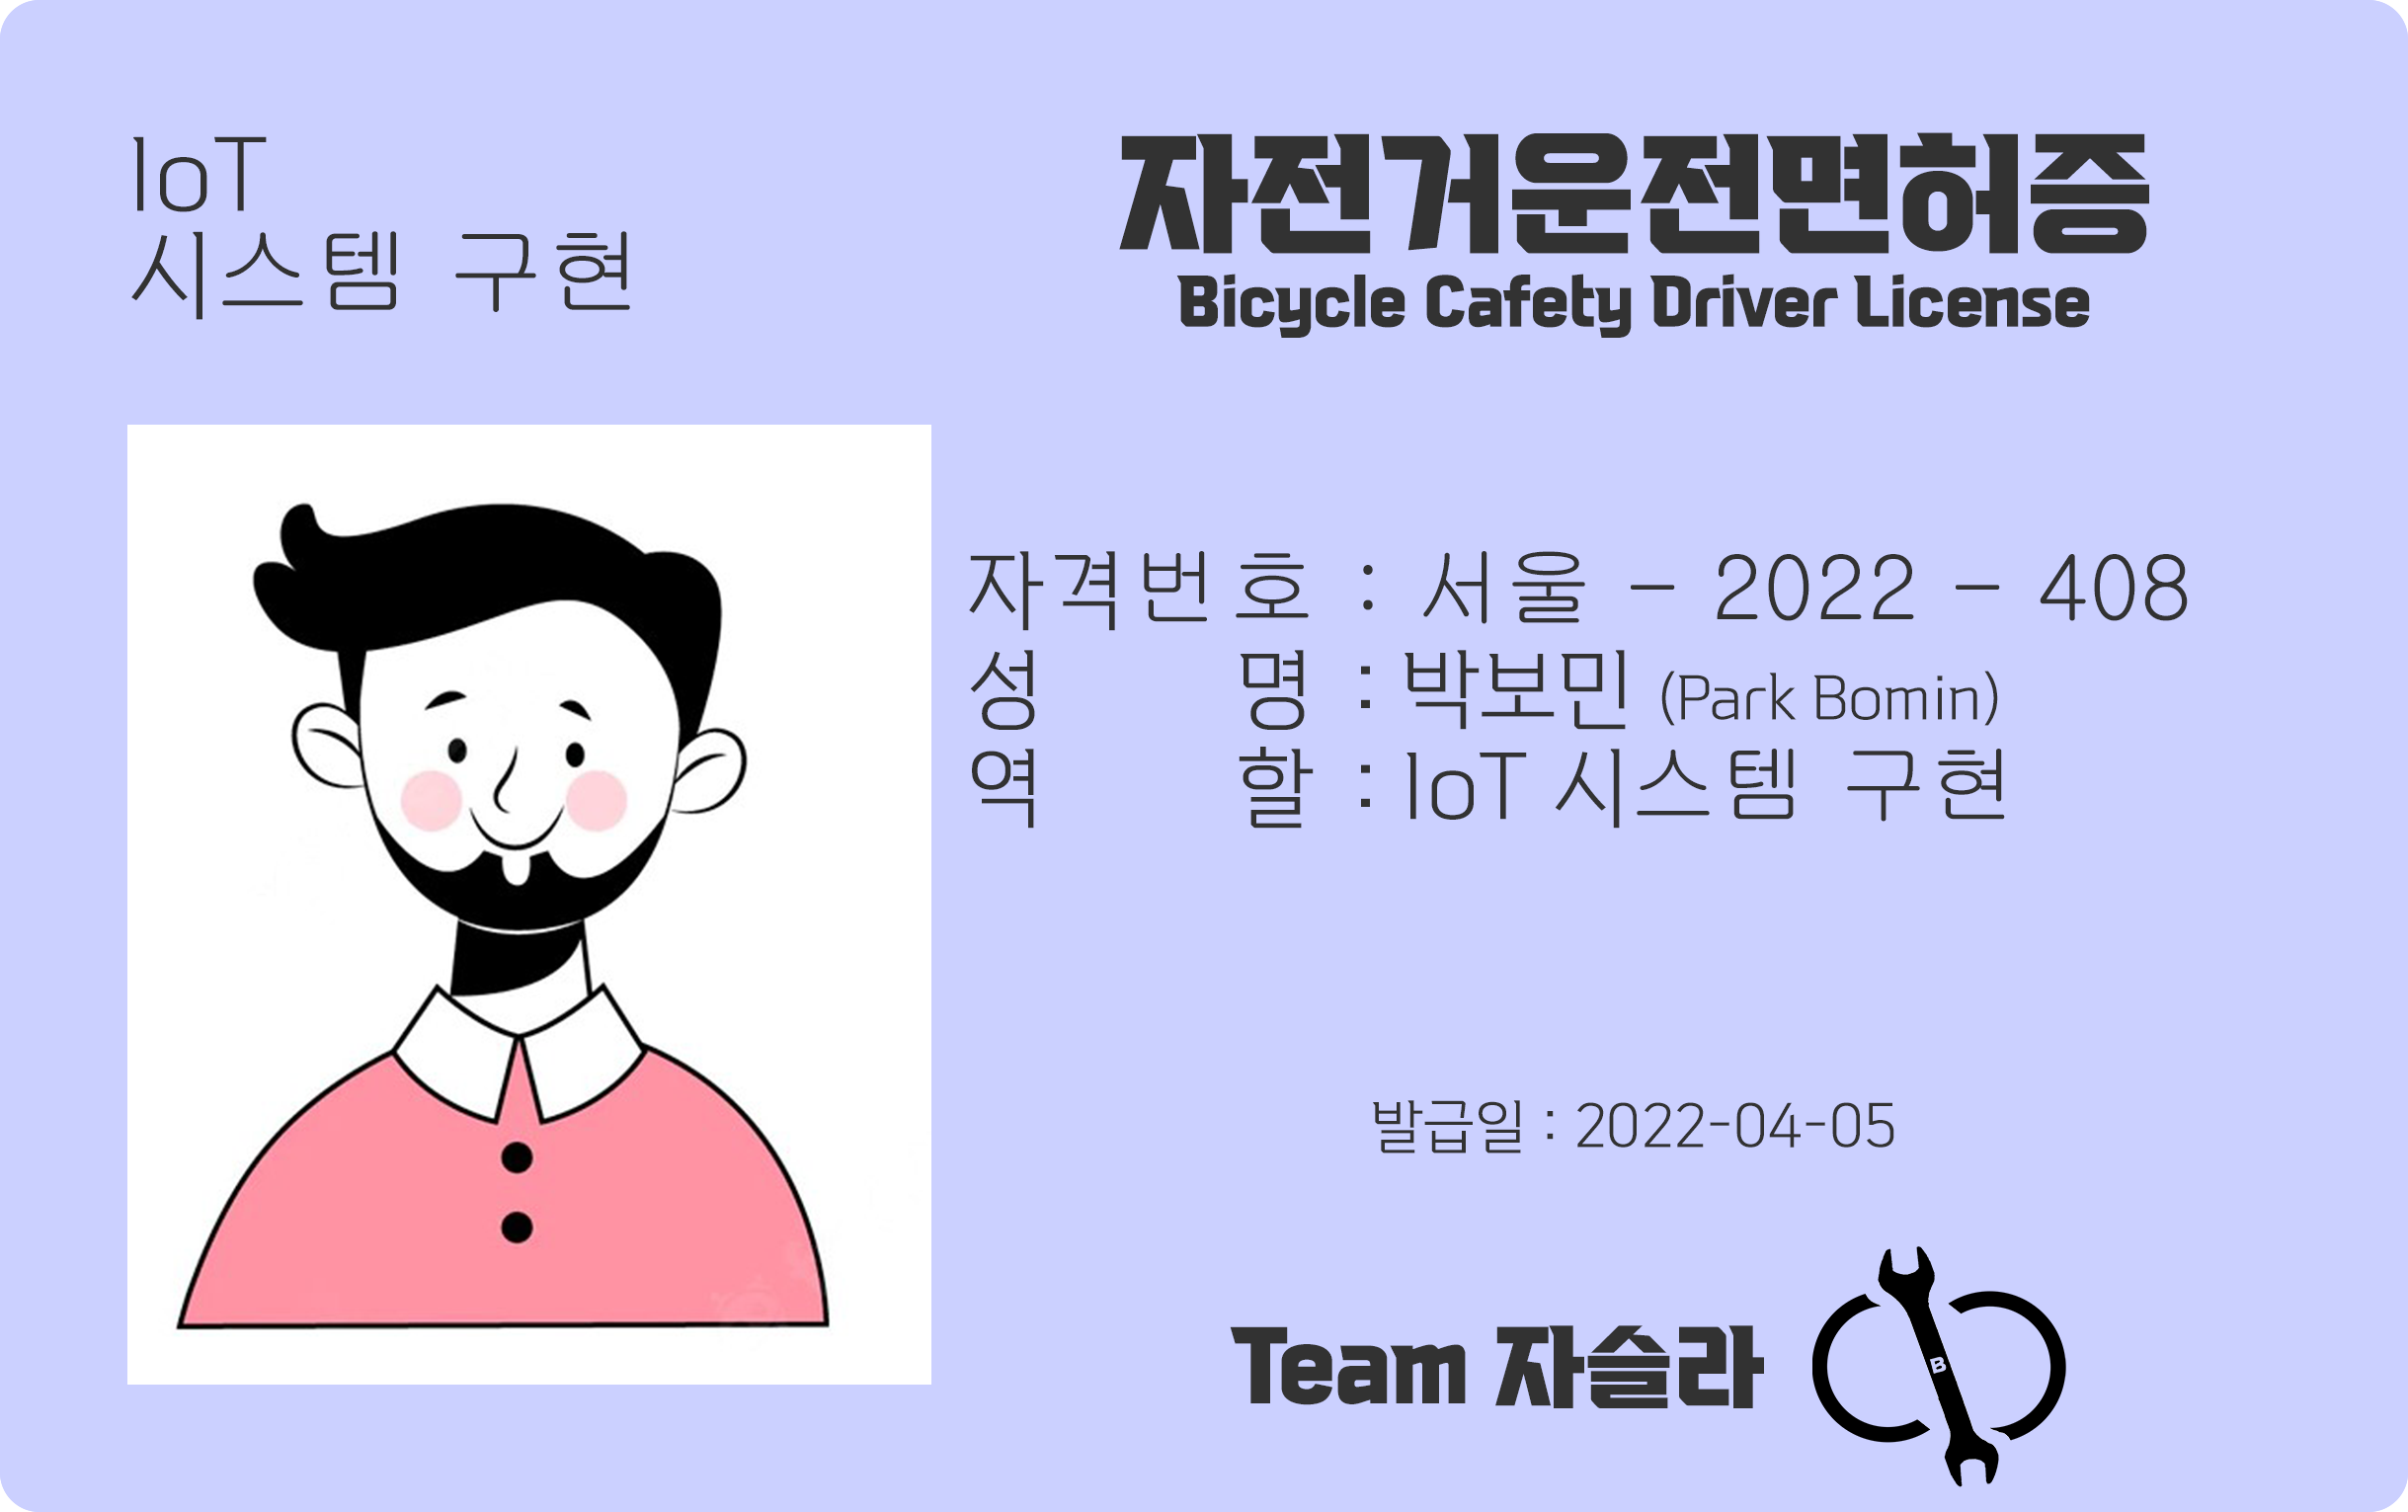 IoT
시스템 구현
자전거운전면허증
Bicycle Cafety Driver License
자격번호 : 서울 - 2022 - 408
성 명 : 박보민 (Park Bomin)
역 할 : IoT 시스템 구현
발급일 : 2022-04-05
Team 자슬라
B